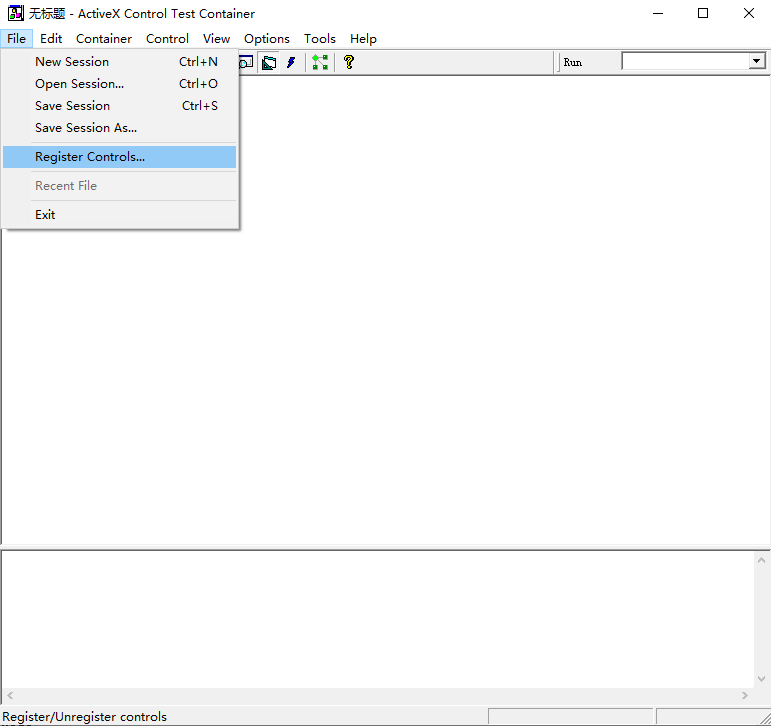 无标题 - ActiveX Control Test Container
File Edit Container Control View Options Tools Help
Run
New Session Ctrl+N
Open Session... Ctrl+O
Save Session Ctrl+S
Save Session As...
Register Controls...
Recent File
Exit
Register/Unregister controls